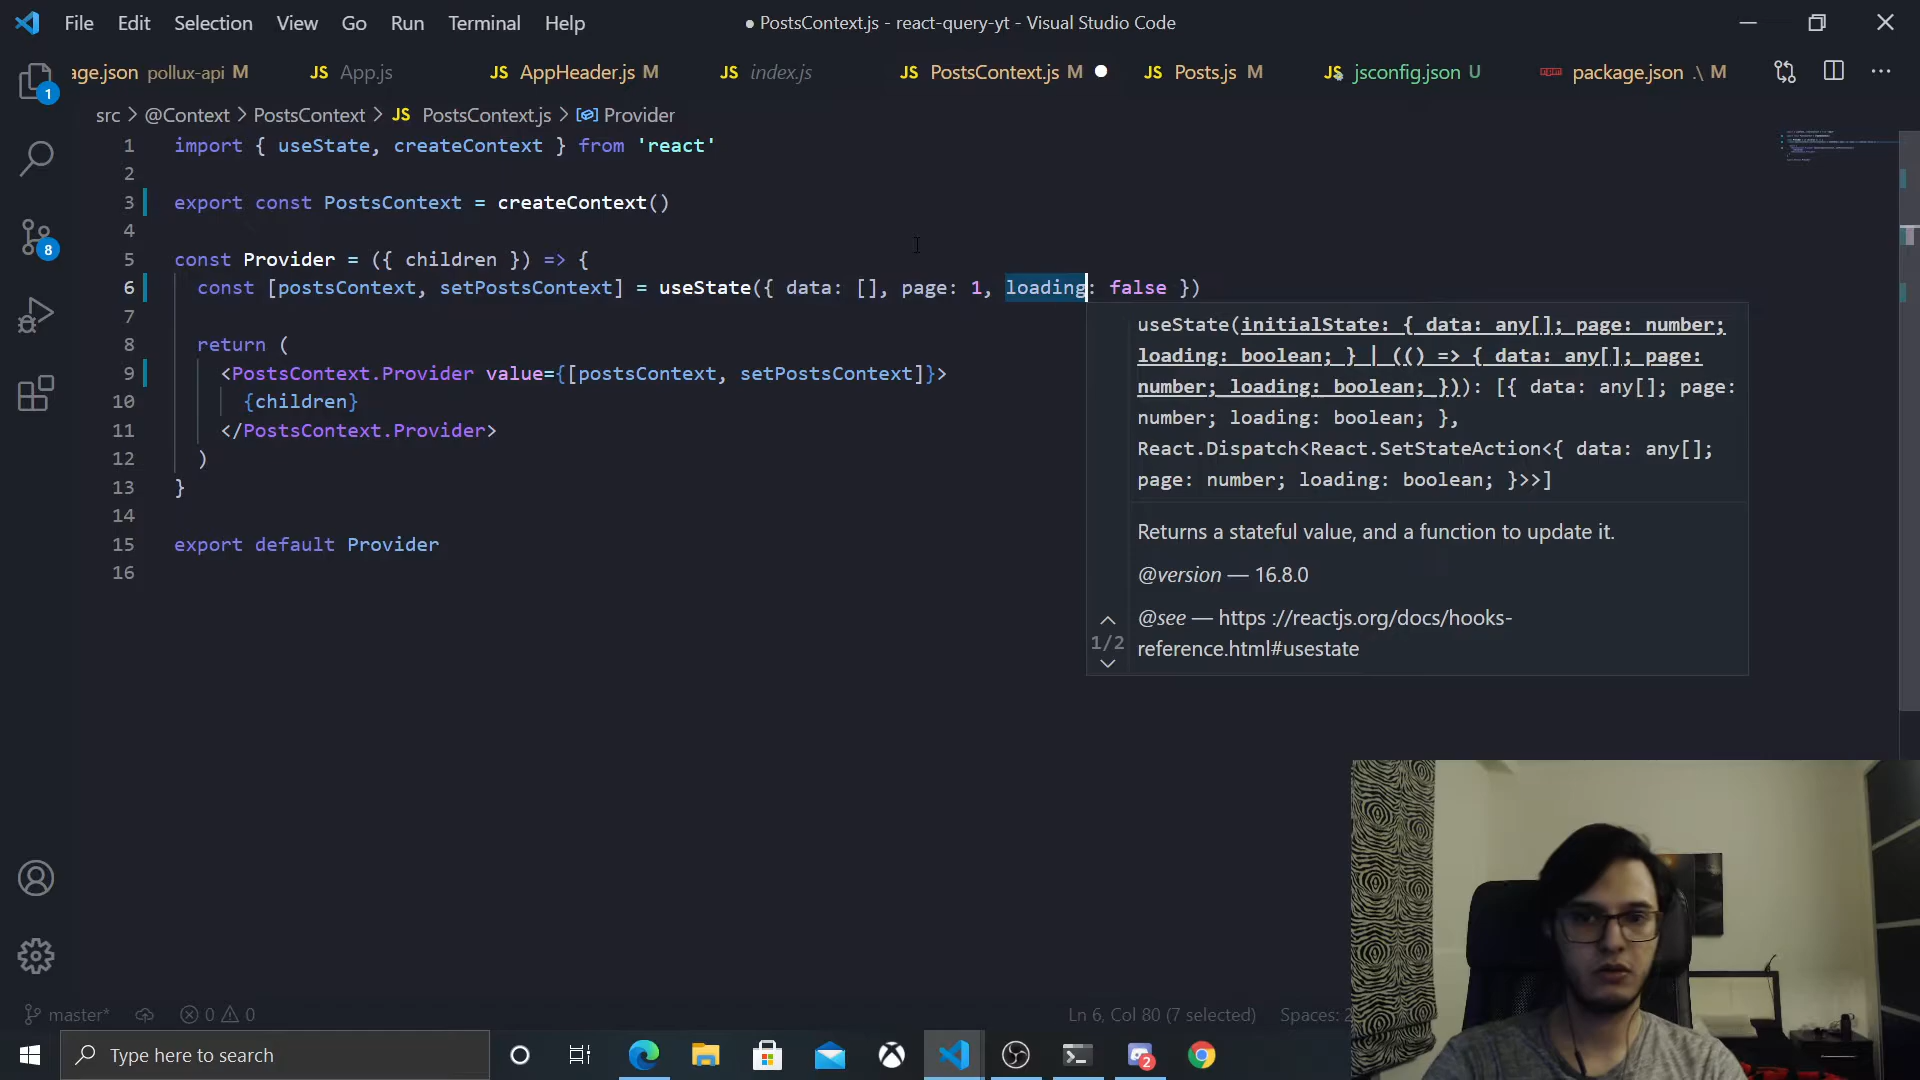 File Edit Selection View Go Run Terminal Help
● PostsContext.js - react-query-yt - Visual Studio Code
age.json pollux-api M
JS App.js
JS AppHeader.js M
JS index.js
JS PostsContext.js M
JS Posts.js M
JS jsconfig.json U
npm package.json .\ M
1
src > @Context > PostsContext > JS PostsContext.js > Provider
1 import { useState, createContext } from 'react'
2
3 export const PostsContext = createContext()
4
5 const Provider = ({ children }) => {
6 const [postsContext, setPostsContext] = useState({ data: [], page: 1, loading: false })
7
8 return (
9 <PostsContext.Provider value={[postsContext, setPostsContext]}>
10 {children}
11 </PostsContext.Provider>
12 )
13 }
14
15 export default Provider
16
8
useState(initialState: { data: any[]; page: number;
loading: boolean; } | (() => { data: any[]; page:
number; loading: boolean; })): [{ data: any[]; page:
number; loading: boolean; },
React.Dispatch<React.SetStateAction<{ data: any[];
page: number; loading: boolean; }>>]
Returns a stateful value, and a function to update it.
@version — 16.8.0
@see — https ://reactjs.org/docs/hooks-
reference.html#usestate
1/2
master* 0 0
Ln 6, Col 80 (7 selected) Spaces: 2
Type here to search
2